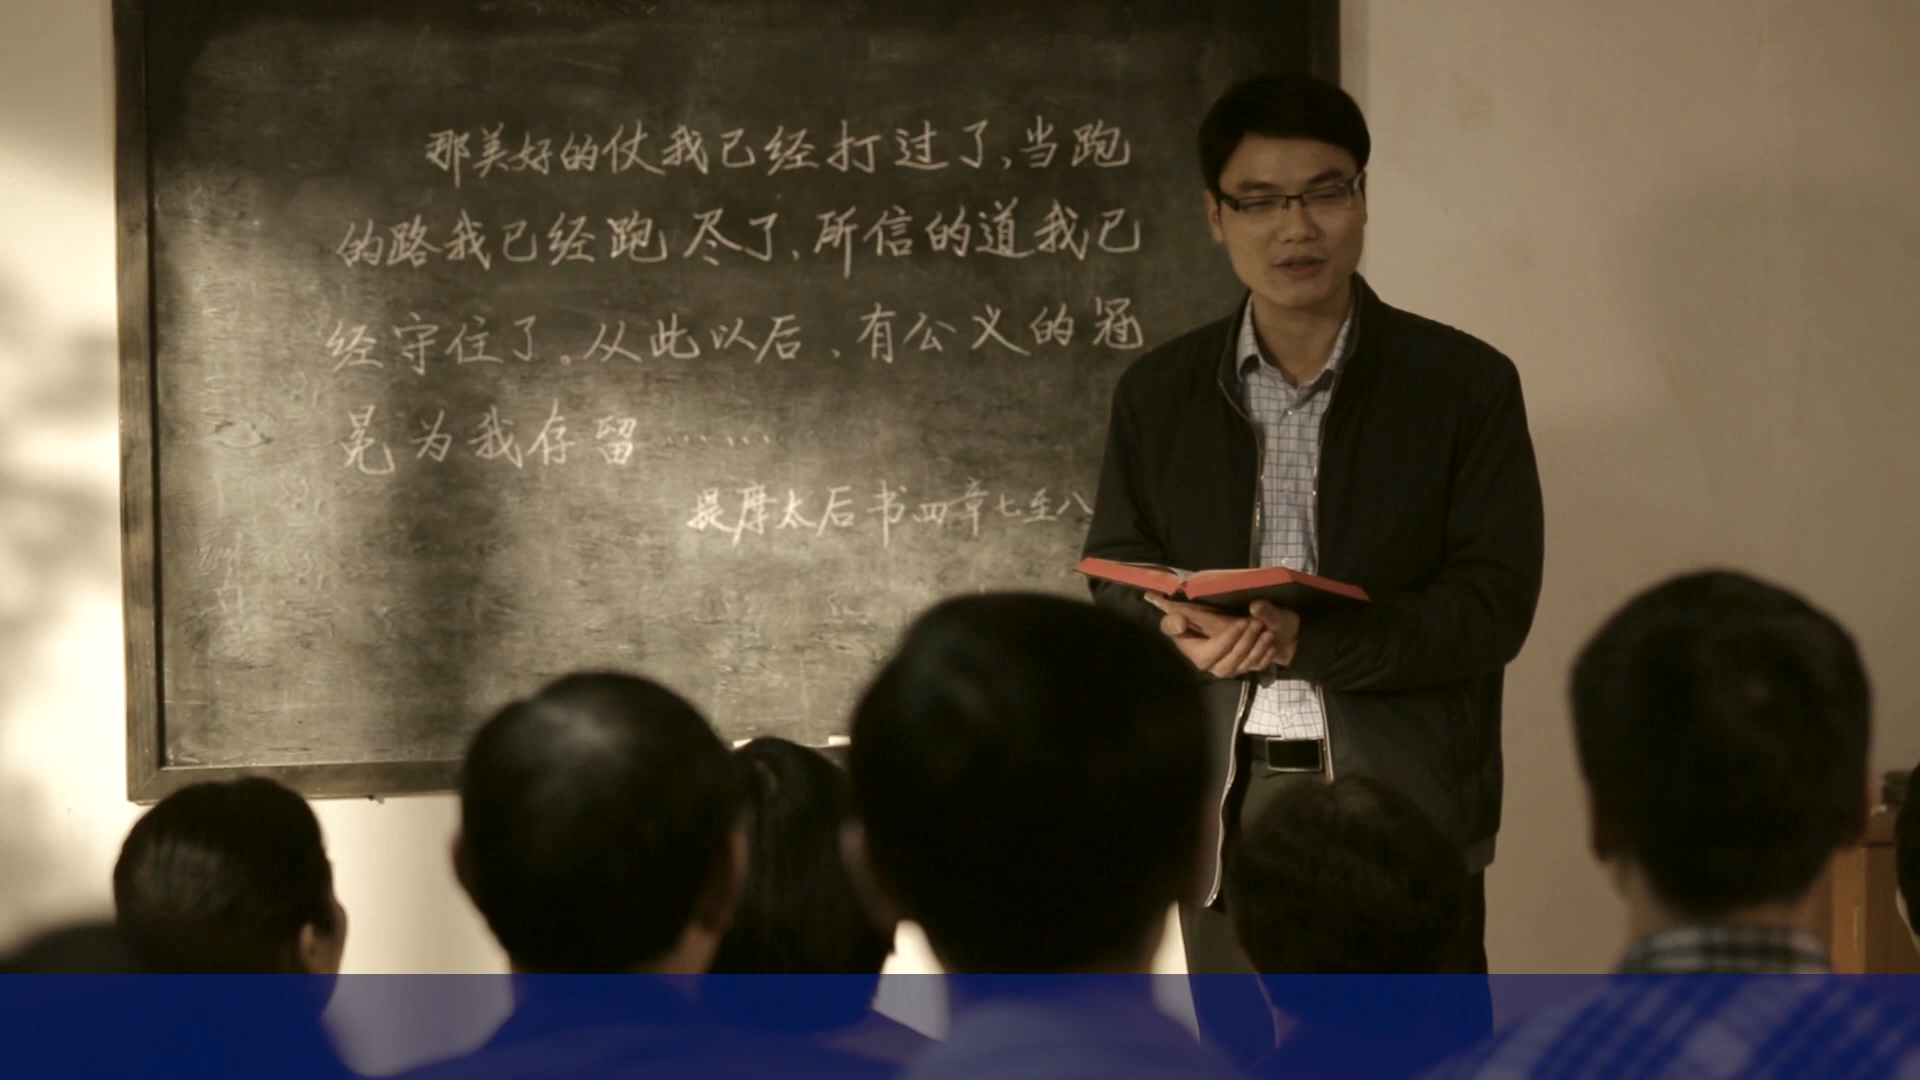 那美好的仗我已经打过了,当跑
的路我已经跑尽了,所信的道我已
经守住了。从此以后、有公义的冠
冕为我存留……
提摩太后书四章七至八